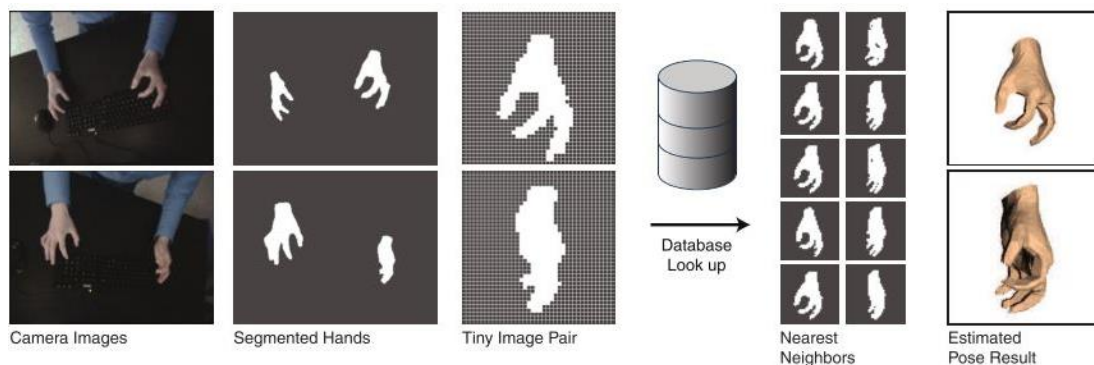 Database
Look up
Camera Images
Segmented Hands
Tiny Image Pair
Nearest
Neighbors
Estimated
Pose Result